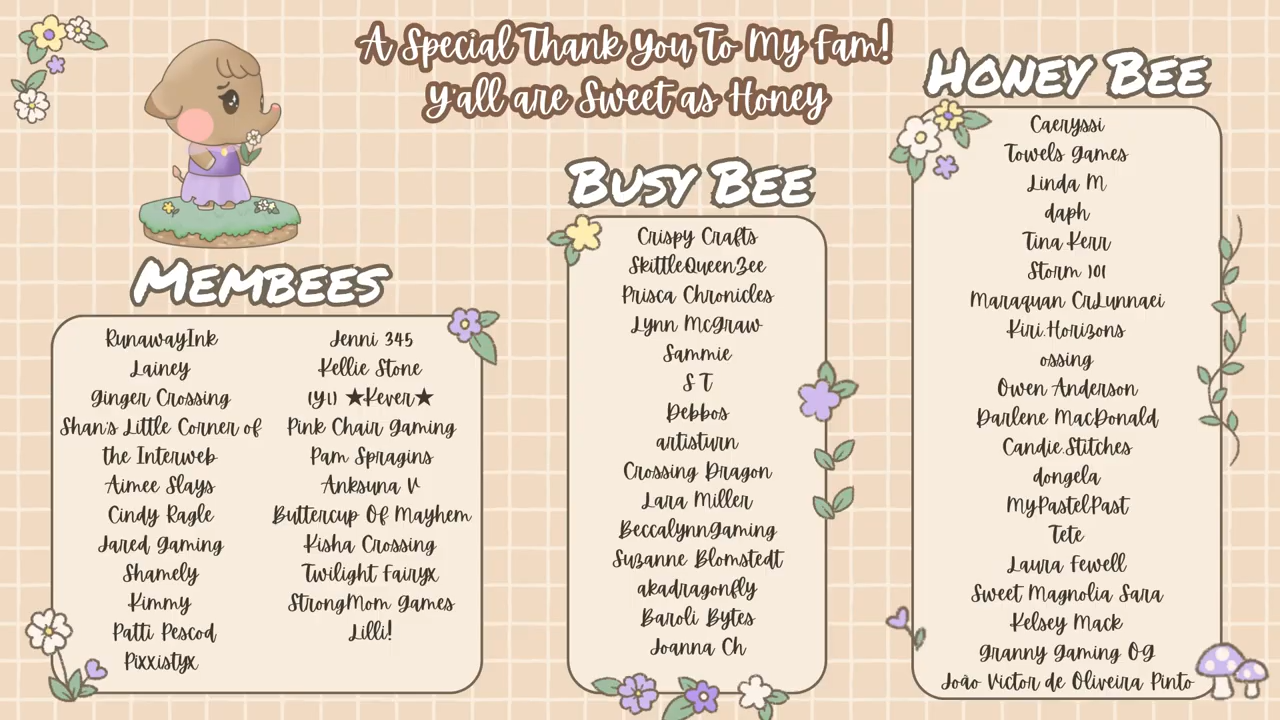 A Special Thank You To My Fam!
Y'all are Sweet as Honey
Membees
RunawayInk
Lainey
Ginger Crossing
Shan's Little Corner of
the Interweb
Aimee Slays
Cindy Ragle
Jared Gaming
Shamely
Kimmy
Patti Pescod
Pixxistyx
Jenni 345
Kellie Stone
(Y!) ★Kever★
Pink Chair Gaming
Pam Spragins
Anksuna V
Buttercup Of Mayhem
Kisha Crossing
Twilight Fairyx
StrongMom Games
Lilli!
Busy Bee
Crispy Crafts
SkittleQueenBee
Prisca Chronicles
Lynn McGraw
Sammie
S T
Debbos
artisturn
Crossing Dragon
Lara Miller
BeccalynnGaming
Suzanne Blomstedt
akadragonfly
Baroli Bytes
Joanna Ch
Honey Bee
Caeryssi
Towels Games
Linda M
daph
Tina Kerr
Storm 101
Maraquan CrLunnaei
Kiri.Horizons
ossing
Owen Anderson
Darlene MacDonald
Candie.Stitches
dongela
MyPastelPast
Tete
Laura Fewell
Sweet Magnolia Sara
Kelsey Mack
Granny Gaming OG
João Victor de Oliveira Pinto